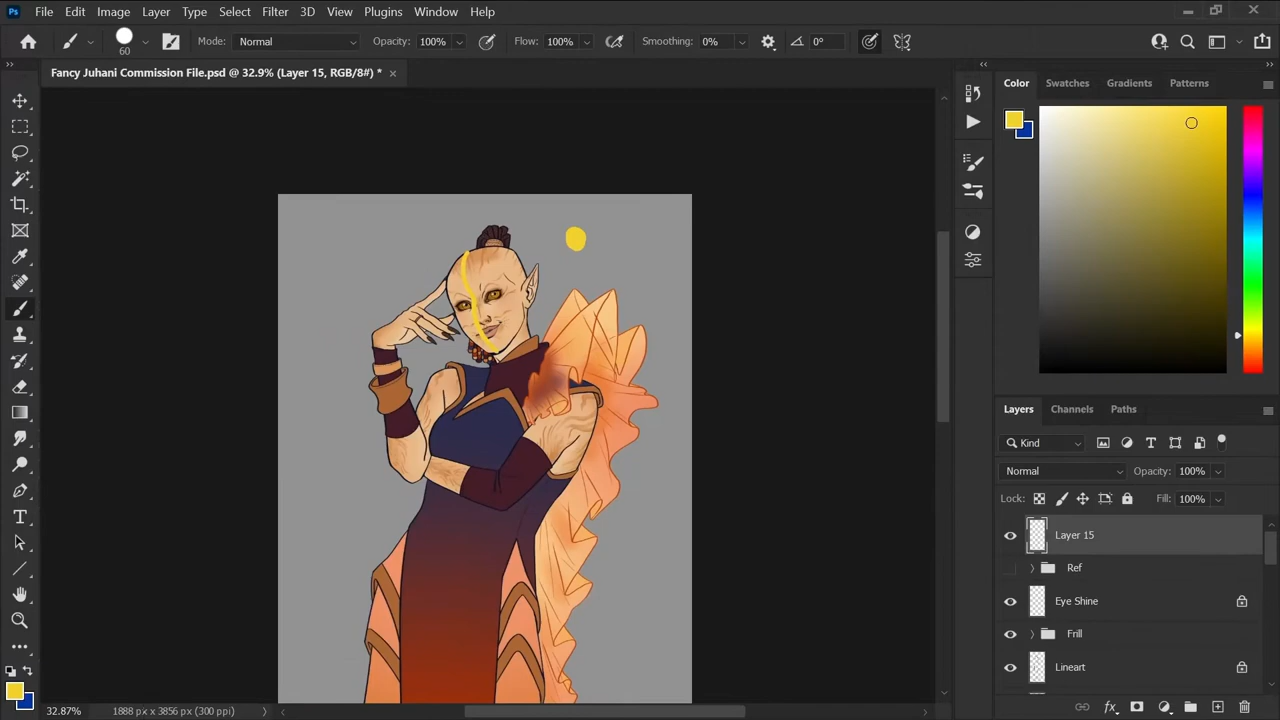 Ps File Edit Image Layer Type Select Filter 3D View Plugins Window Help
60 Mode: Normal Opacity: 100% Flow: 100% Smoothing: 0% 0°
Fancy Juhani Commission File.psd @ 32.9% (Layer 15, RGB/8#) *
Color Swatches Gradients Patterns
Layers Channels Paths
Kind
Normal Opacity: 100%
Lock: Fill: 100%
Layer 15
Ref
Eye Shine
Frill
Lineart
32.87% 1888 px x 3856 px (300 ppi)